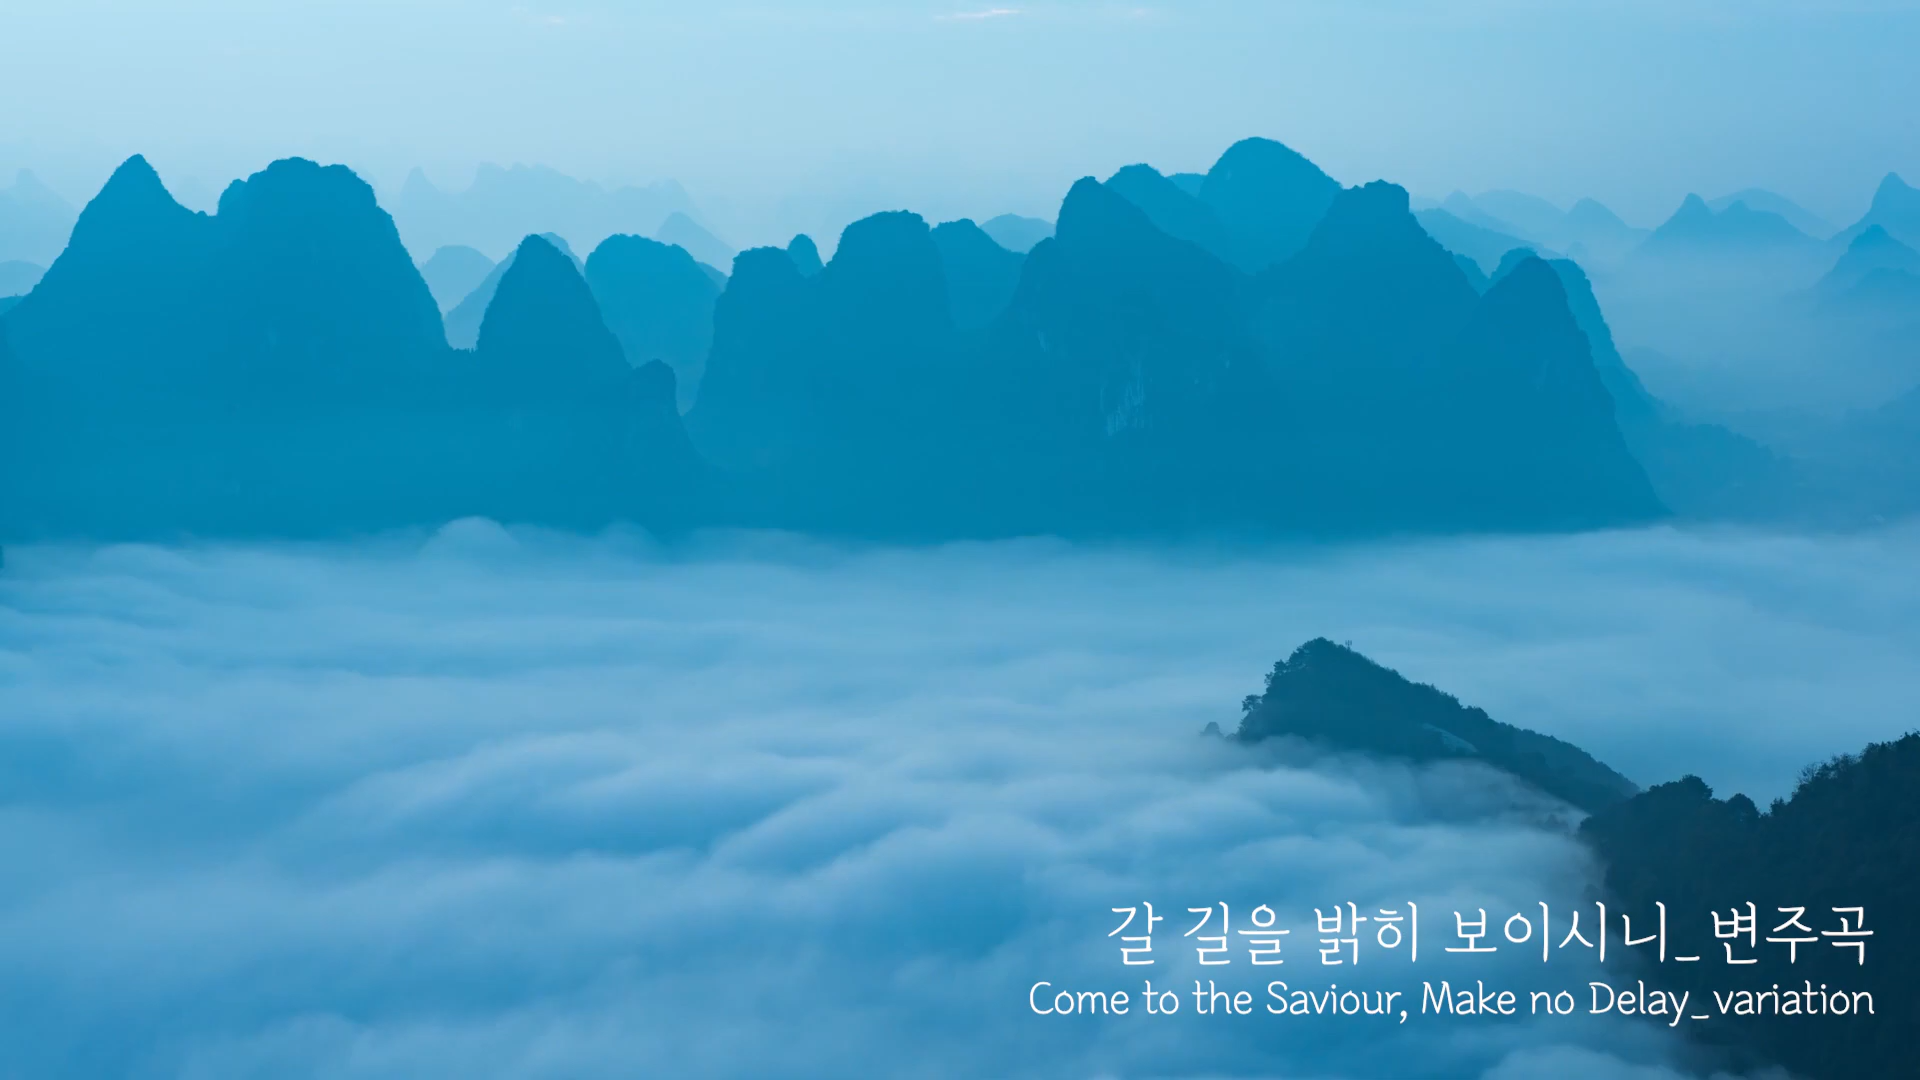 갈 길을 밝히 보이시니_변주곡
Come to the Saviour, Make no Delay_variation